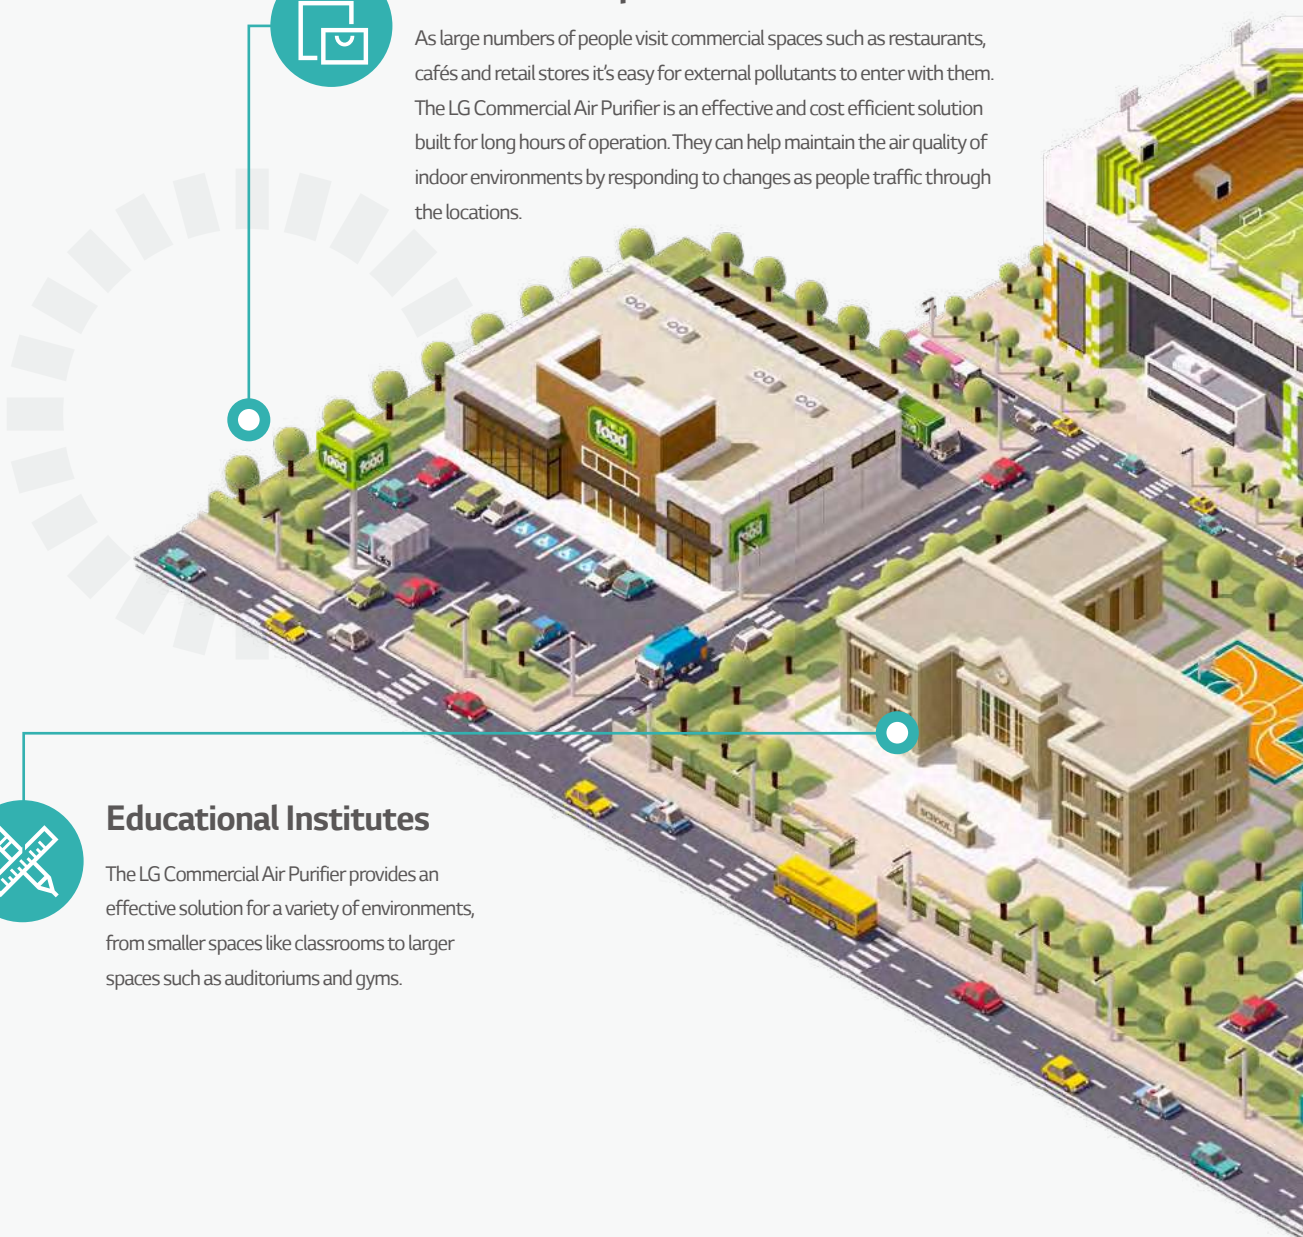 As large numbers of people visit commercial spaces such as restaurants,
cafés and retail stores it's easy for external pollutants to enter with them.
The LG Commercial Air Purifier is an effective and cost efficient solution
built for long hours of operation. They can help maintain the air quality of
indoor environments by responding to changes as people traffic through
the locations.
food
food
food
food
SCHOOL
Educational Institutes
The LG Commercial Air Purifier provides an
effective solution for a variety of environments,
from smaller spaces like classrooms to larger
spaces such as auditoriums and gyms.